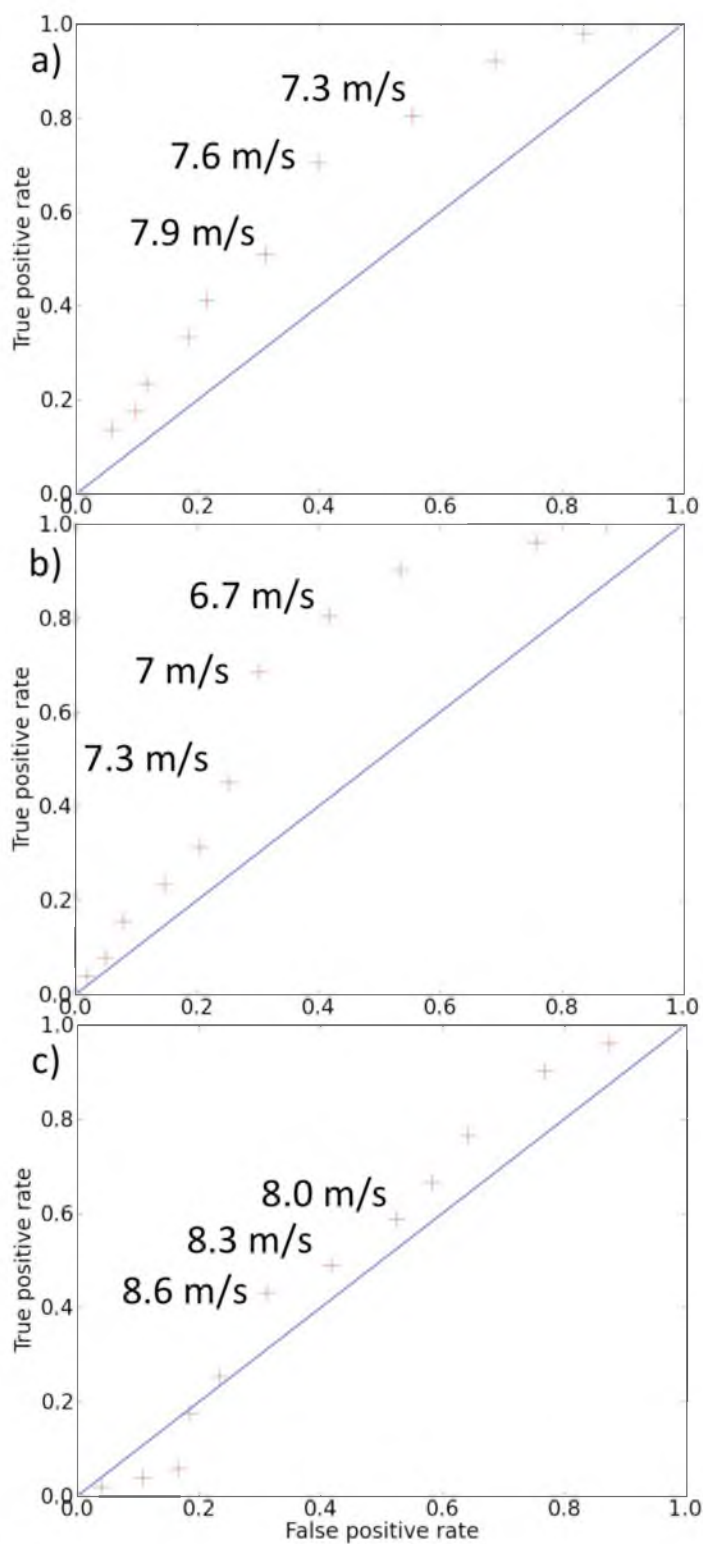 a)
1.0
0.8
0.6
0.4
0.2
0.0
True positive rate
7.3 m/s
7.6 m/s
7.9 m/s
0.0 0.2 0.4 0.6 0.8 1.0
b)
1.0
0.8
0.6
0.4
0.2
0.0
True positive rate
6.7 m/s
7 m/s
7.3 m/s
0.0 0.2 0.4 0.6 0.8 1.0
c)
1.0
0.8
0.6
0.4
0.2
0.0
True positive rate
8.0 m/s
8.3 m/s
8.6 m/s
0.0 0.2 0.4 0.6 0.8 1.0
False positive rate